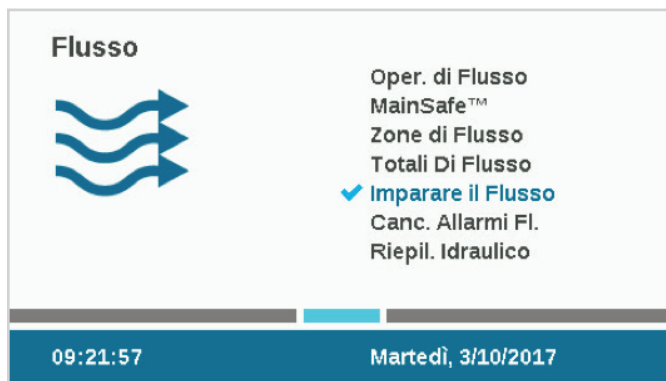 Flusso
Oper. di Flusso
MainSafe™
Zone di Flusso
Totali Di Flusso
Imparare il Flusso
Canc. Allarmi Fl.
Riepil. Idraulico
09:21:57
Martedì, 3/10/2017